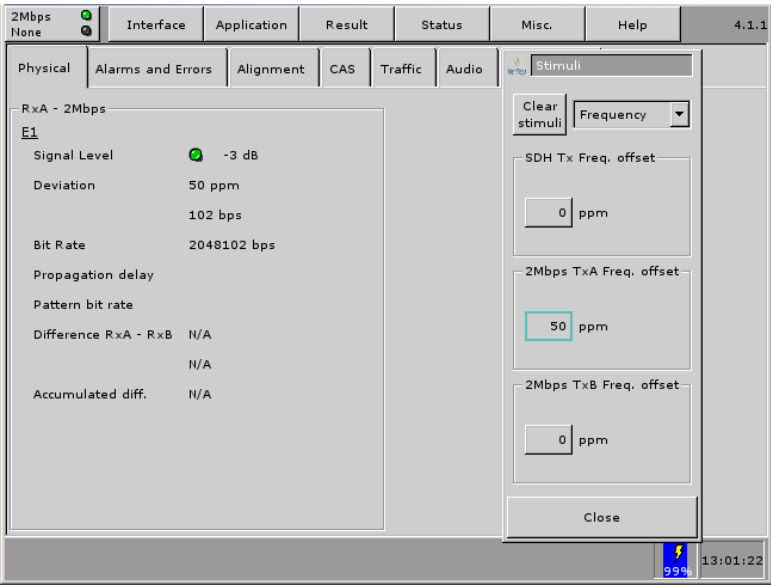 2Mbps
None
Interface
Application
Result
Status
Misc.
Help
4.1.1
Physical
Alarms and Errors
Alignment
CAS
Traffic
Audio
Stimuli
Clear
stimuli
Frequency
RxA - 2Mbps
E1
Signal Level -3 dB
Deviation 50 ppm
102 bps
Bit Rate 2048102 bps
Propagation delay
Pattern bit rate
Difference RxA - RxB N/A
N/A
Accumulated diff. N/A
SDH Tx Freq. offset
0 ppm
2Mbps TxA Freq. offset
50 ppm
2Mbps TxB Freq. offset
0 ppm
Close
99%
13:01:22